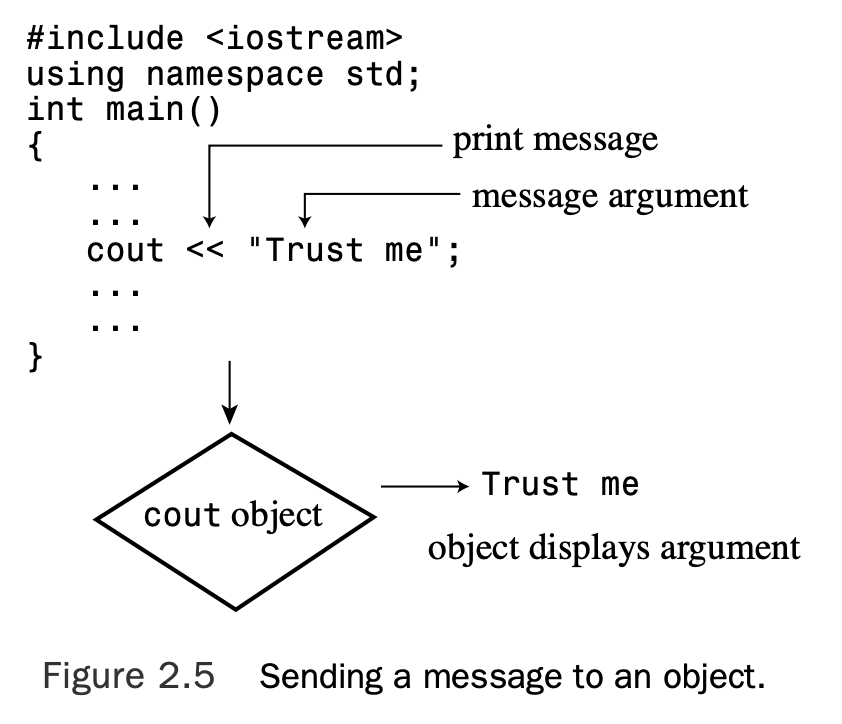 #include <iostream>
using namespace std;
int main()
{
print message
...
message argument
...
cout << "Trust me";
...
...
}
cout object
Trust me
object displays argument
Figure 2.5 Sending a message to an object.